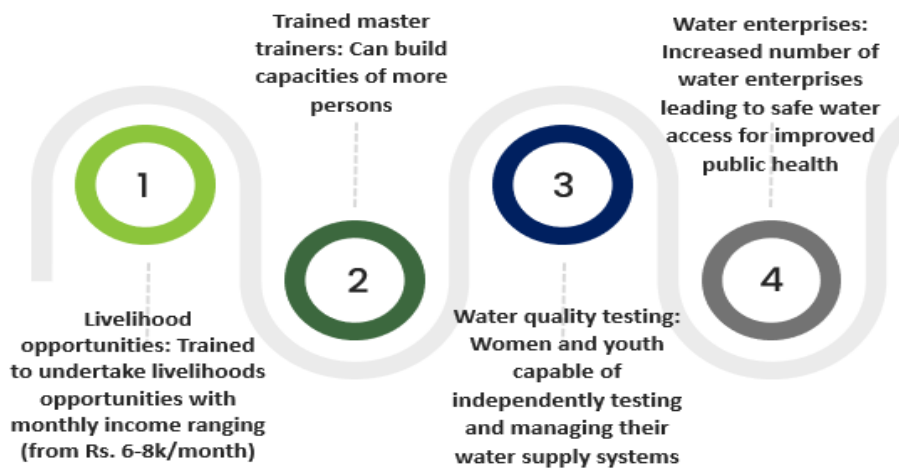 1
Livelihood
opportunities: Trained
to undertake livelihoods
opportunities with
monthly income ranging
(from Rs. 6-8k/month)
Trained master
trainers: Can build
capacities of more
persons
2
3
Water quality testing:
Women and youth
capable of
independently testing
and managing their
water supply systems
Water enterprises:
Increased number of
water enterprises
leading to safe water
access for improved
public health
4